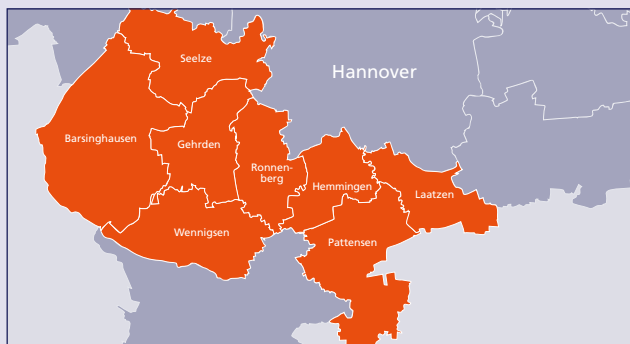 Seelze
Hannover
Barsinghausen
Gehrden
Ronnen-
berg
Hemmingen
Laatzen
Wennigsen
Pattensen